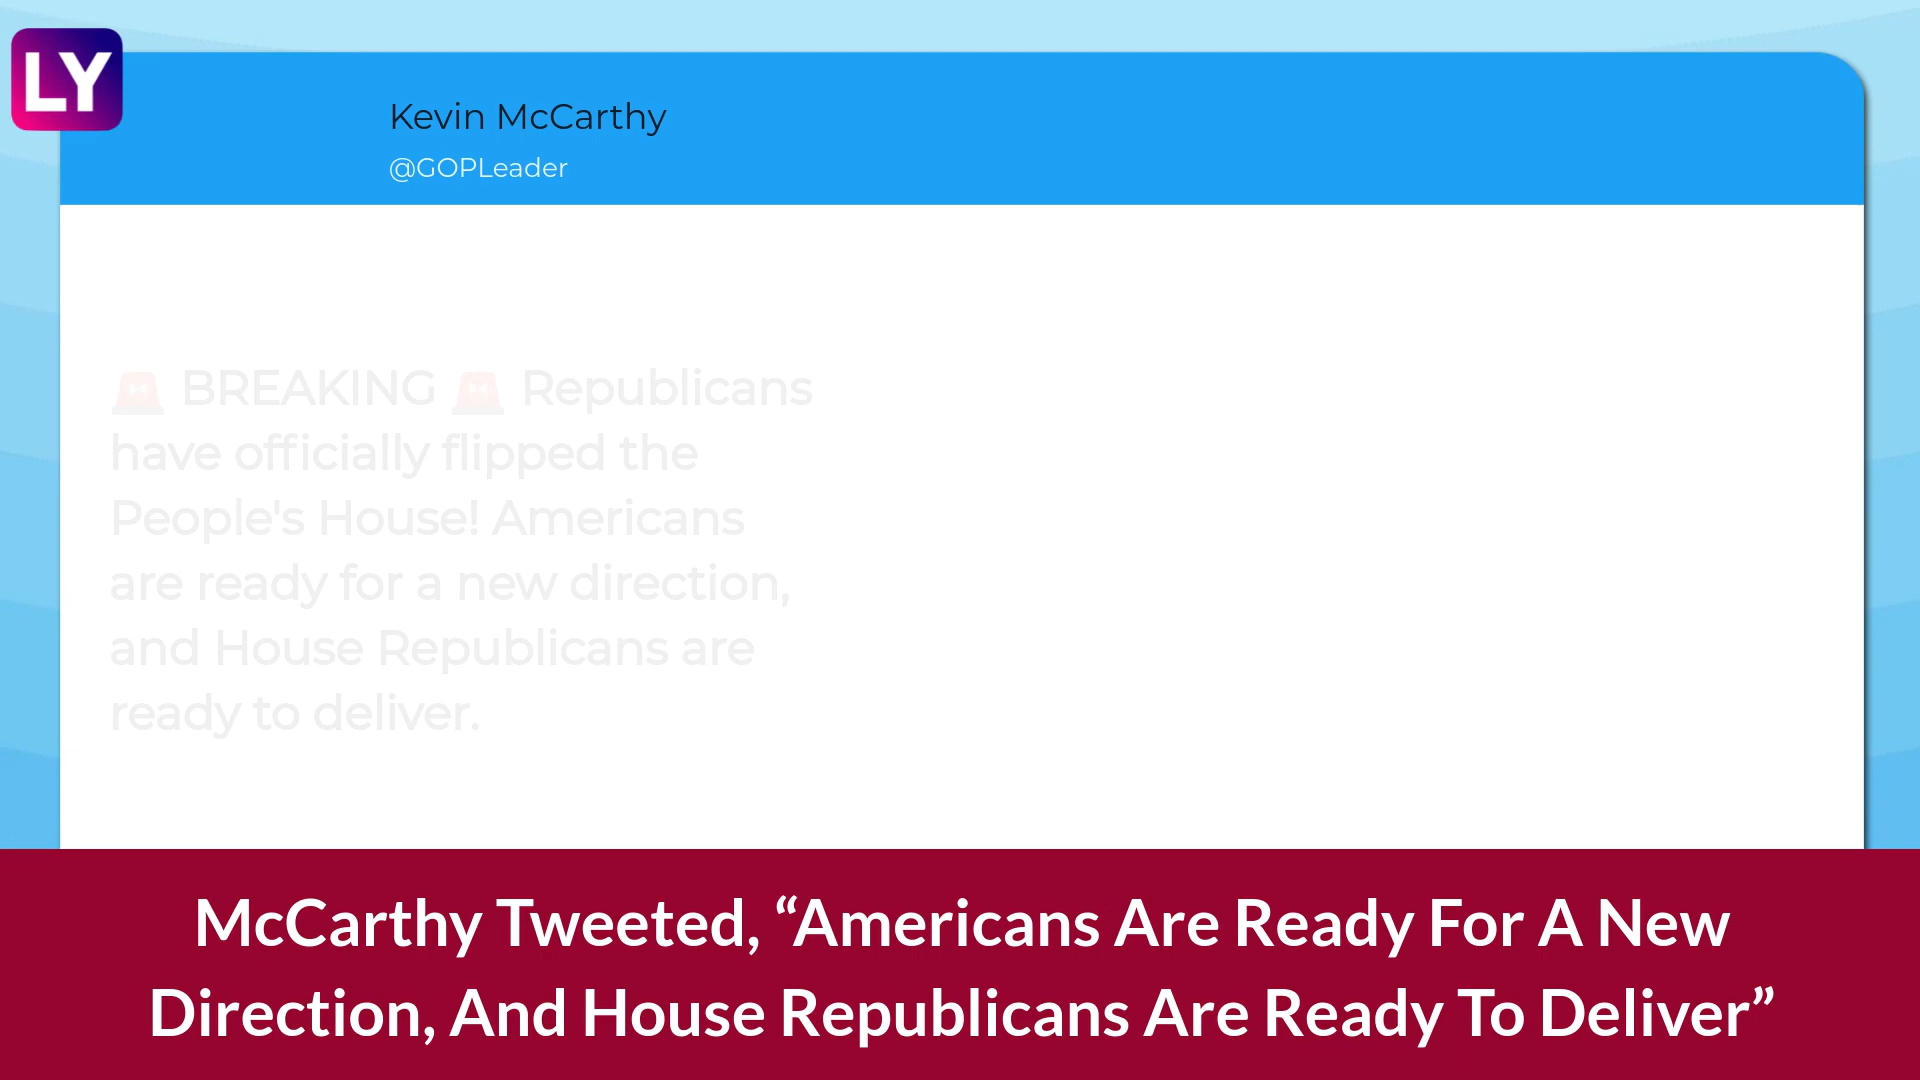 LY
Kevin McCarthy
@GOPLeader
🚨 BREAKING 🚨 Republicans
have officially flipped the
People's House! Americans
are ready for a new direction,
and House Republicans are
ready to deliver.
McCarthy Tweeted, “Americans Are Ready For A New
Direction, And House Republicans Are Ready To Deliver”